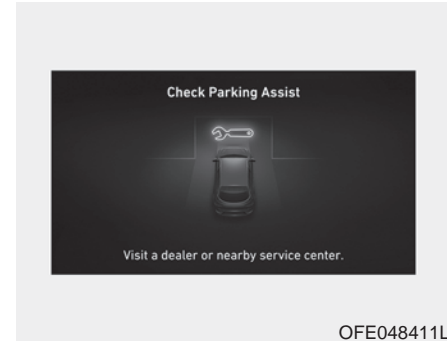 Check Parking Assist
Visit a dealer or nearby service center.
OFE048411L